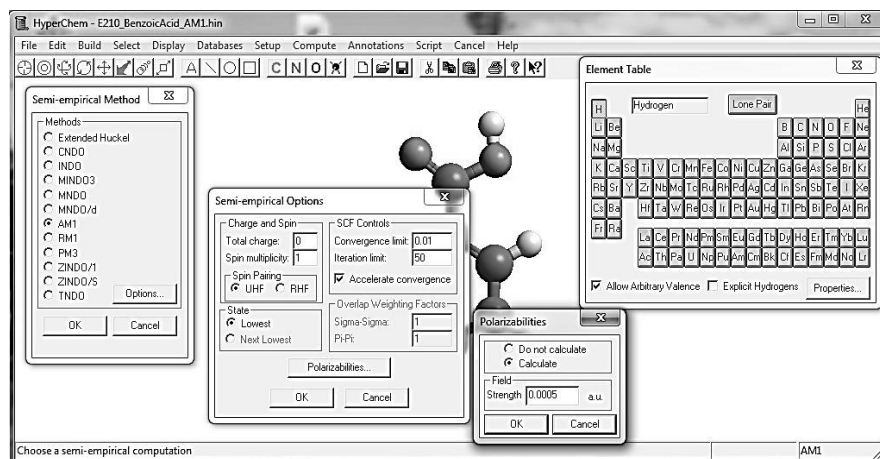 HyperChem - E210_BenzoicAcid_AM1.hin
File Edit Build Select Display Databases Setup Compute Annotations Script Cancel Help
A C N O
Semi-empirical Method
Methods
Extended Huckel
CNDO
INDO
MINDO3
MNDO
MNDO/d
AM1
RM1
PM3
ZINDO/1
ZINDO/S
TNDO
Options...
OK Cancel
Semi-empirical Options
Charge and Spin
Total charge: 0
Spin multiplicity: 1
Spin Pairing
UHF RHF
State
Lowest
Next Lowest
SCF Controls
Convergence limit: 0.01
Iteration limit: 50
Accelerate convergence
Overlap Weighting Factors
Sigma-Sigma: 1
Pi-Pi: 1
Polarizabilities...
OK Cancel
Polarizabilities
Do not calculate
Calculate
Field
Strength 0.0005 a.u.
OK Cancel
Element Table
Hydrogen Lone Pair
H He
Li Be B C N O F Ne
Na Mg Al Si P S Cl Ar
K Ca Sc Ti V Cr Mn Fe Co Ni Cu Zn Ga Ge As Se Br Kr
Rb Sr Y Zr Nb Mo Tc Ru Rh Pd Ag Cd In Sn Sb Te I Xe
Cs Ba Hf Ta W Re Os Ir Pt Au Hg Tl Pb Bi Po At Rn
Fr Ra
La Ce Pr Nd Pm Sm Eu Gd Tb Dy Ho Er Tm Yb Lu
Ac Th Pa U Np Pu Am Cm Bk Cf Es Fm Md No Lr
Allow Arbitrary Valence Explicit Hydrogens Properties...
Choose a semi-empirical computation AM1